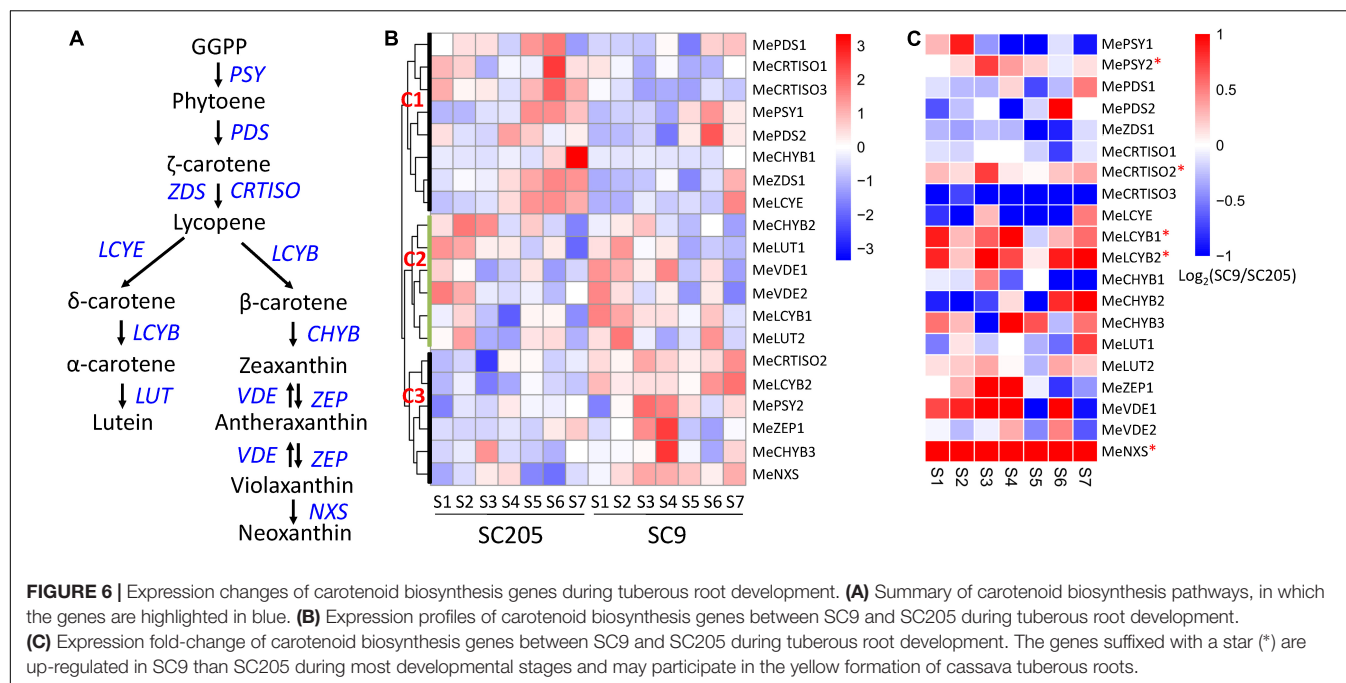 A
GGPP
PSY
Phytoene
PDS
ζ-carotene
ZDS CRTISO
Lycopene
LCYE LCYB
δ-carotene β-carotene
LCYB CHYB
α-carotene Zeaxanthin
LUT VDE ZEP
Lutein Antheraxanthin
VDE ZEP
Violaxanthin
NXS
Neoxanthin
B
C1
C2
C3
MePDS1
MeCRTISO1
MeCRTISO3
MePSY1
MePDS2
MeCHYB1
MeZDS1
MeLCYE
MeCHYB2
MeLUT1
MeVDE1
MeVDE2
MeLCYB1
MeLUT2
MeCRTISO2
MeLCYB2
MePSY2
MeZEP1
MeCHYB3
MeNXS
S1 S2 S3 S4 S5 S6 S7 S1 S2 S3 S4 S5 S6 S7
SC205 SC9
3
2
1
0
−1
−2
−3
C
MePSY1
MePSY2*
MePDS1
MePDS2
MeZDS1
MeCRTISO1
MeCRTISO2*
MeCRTISO3
MeLCYE
MeLCYB1*
MeLCYB2*
MeCHYB1
MeCHYB2
MeCHYB3
MeLUT1
MeLUT2
MeZEP1
MeVDE1
MeVDE2
MeNXS*
S1 S2 S3 S4 S5 S6 S7
1
0.5
0
−0.5
−1
Log2(SC9/SC205)
FIGURE 6 | Expression changes of carotenoid biosynthesis genes during tuberous root development. (A) Summary of carotenoid biosynthesis pathways, in which
the genes are highlighted in blue. (B) Expression profiles of carotenoid biosynthesis genes between SC9 and SC205 during tuberous root development.
(C) Expression fold-change of carotenoid biosynthesis genes between SC9 and SC205 during tuberous root development. The genes suffixed with a star (*) are
up-regulated in SC9 than SC205 during most developmental stages and may participate in the yellow formation of cassava tuberous roots.